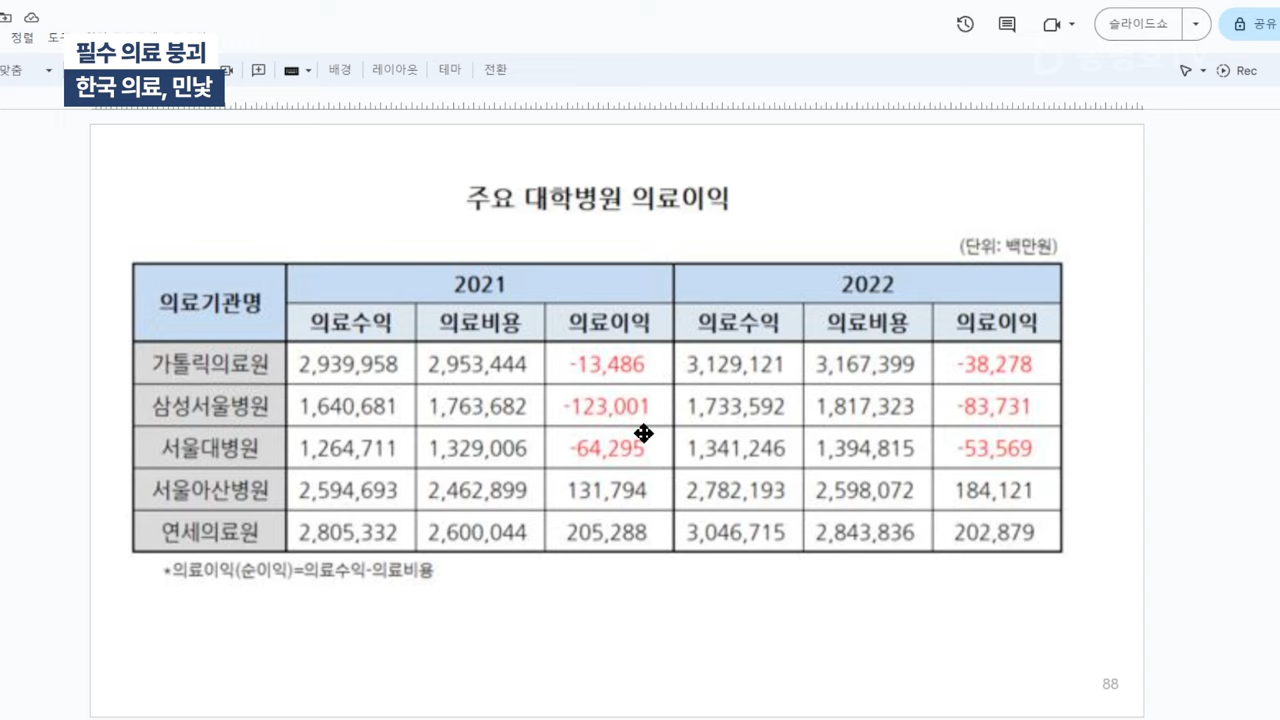 정렬
필수 의료 붕괴
한국 의료, 민낯
맞춤
배경
레이아웃
테마
전환
슬라이드쇼
공유
Rec
주요 대학병원 의료이익
(단위: 백만원)
의료기관명 2021 2022
의료수익 의료비용 의료이익 의료수익 의료비용 의료이익
가톨릭의료원 2,939,958 2,953,444 -13,486 3,129,121 3,167,399 -38,278
삼성서울병원 1,640,681 1,763,682 -123,001 1,733,592 1,817,323 -83,731
서울대병원 1,264,711 1,329,006 -64,295 1,341,246 1,394,815 -53,569
서울아산병원 2,594,693 2,462,899 131,794 2,782,193 2,598,072 184,121
연세의료원 2,805,332 2,600,044 205,288 3,046,715 2,843,836 202,879
*의료이익(순이익)=의료수익-의료비용
88